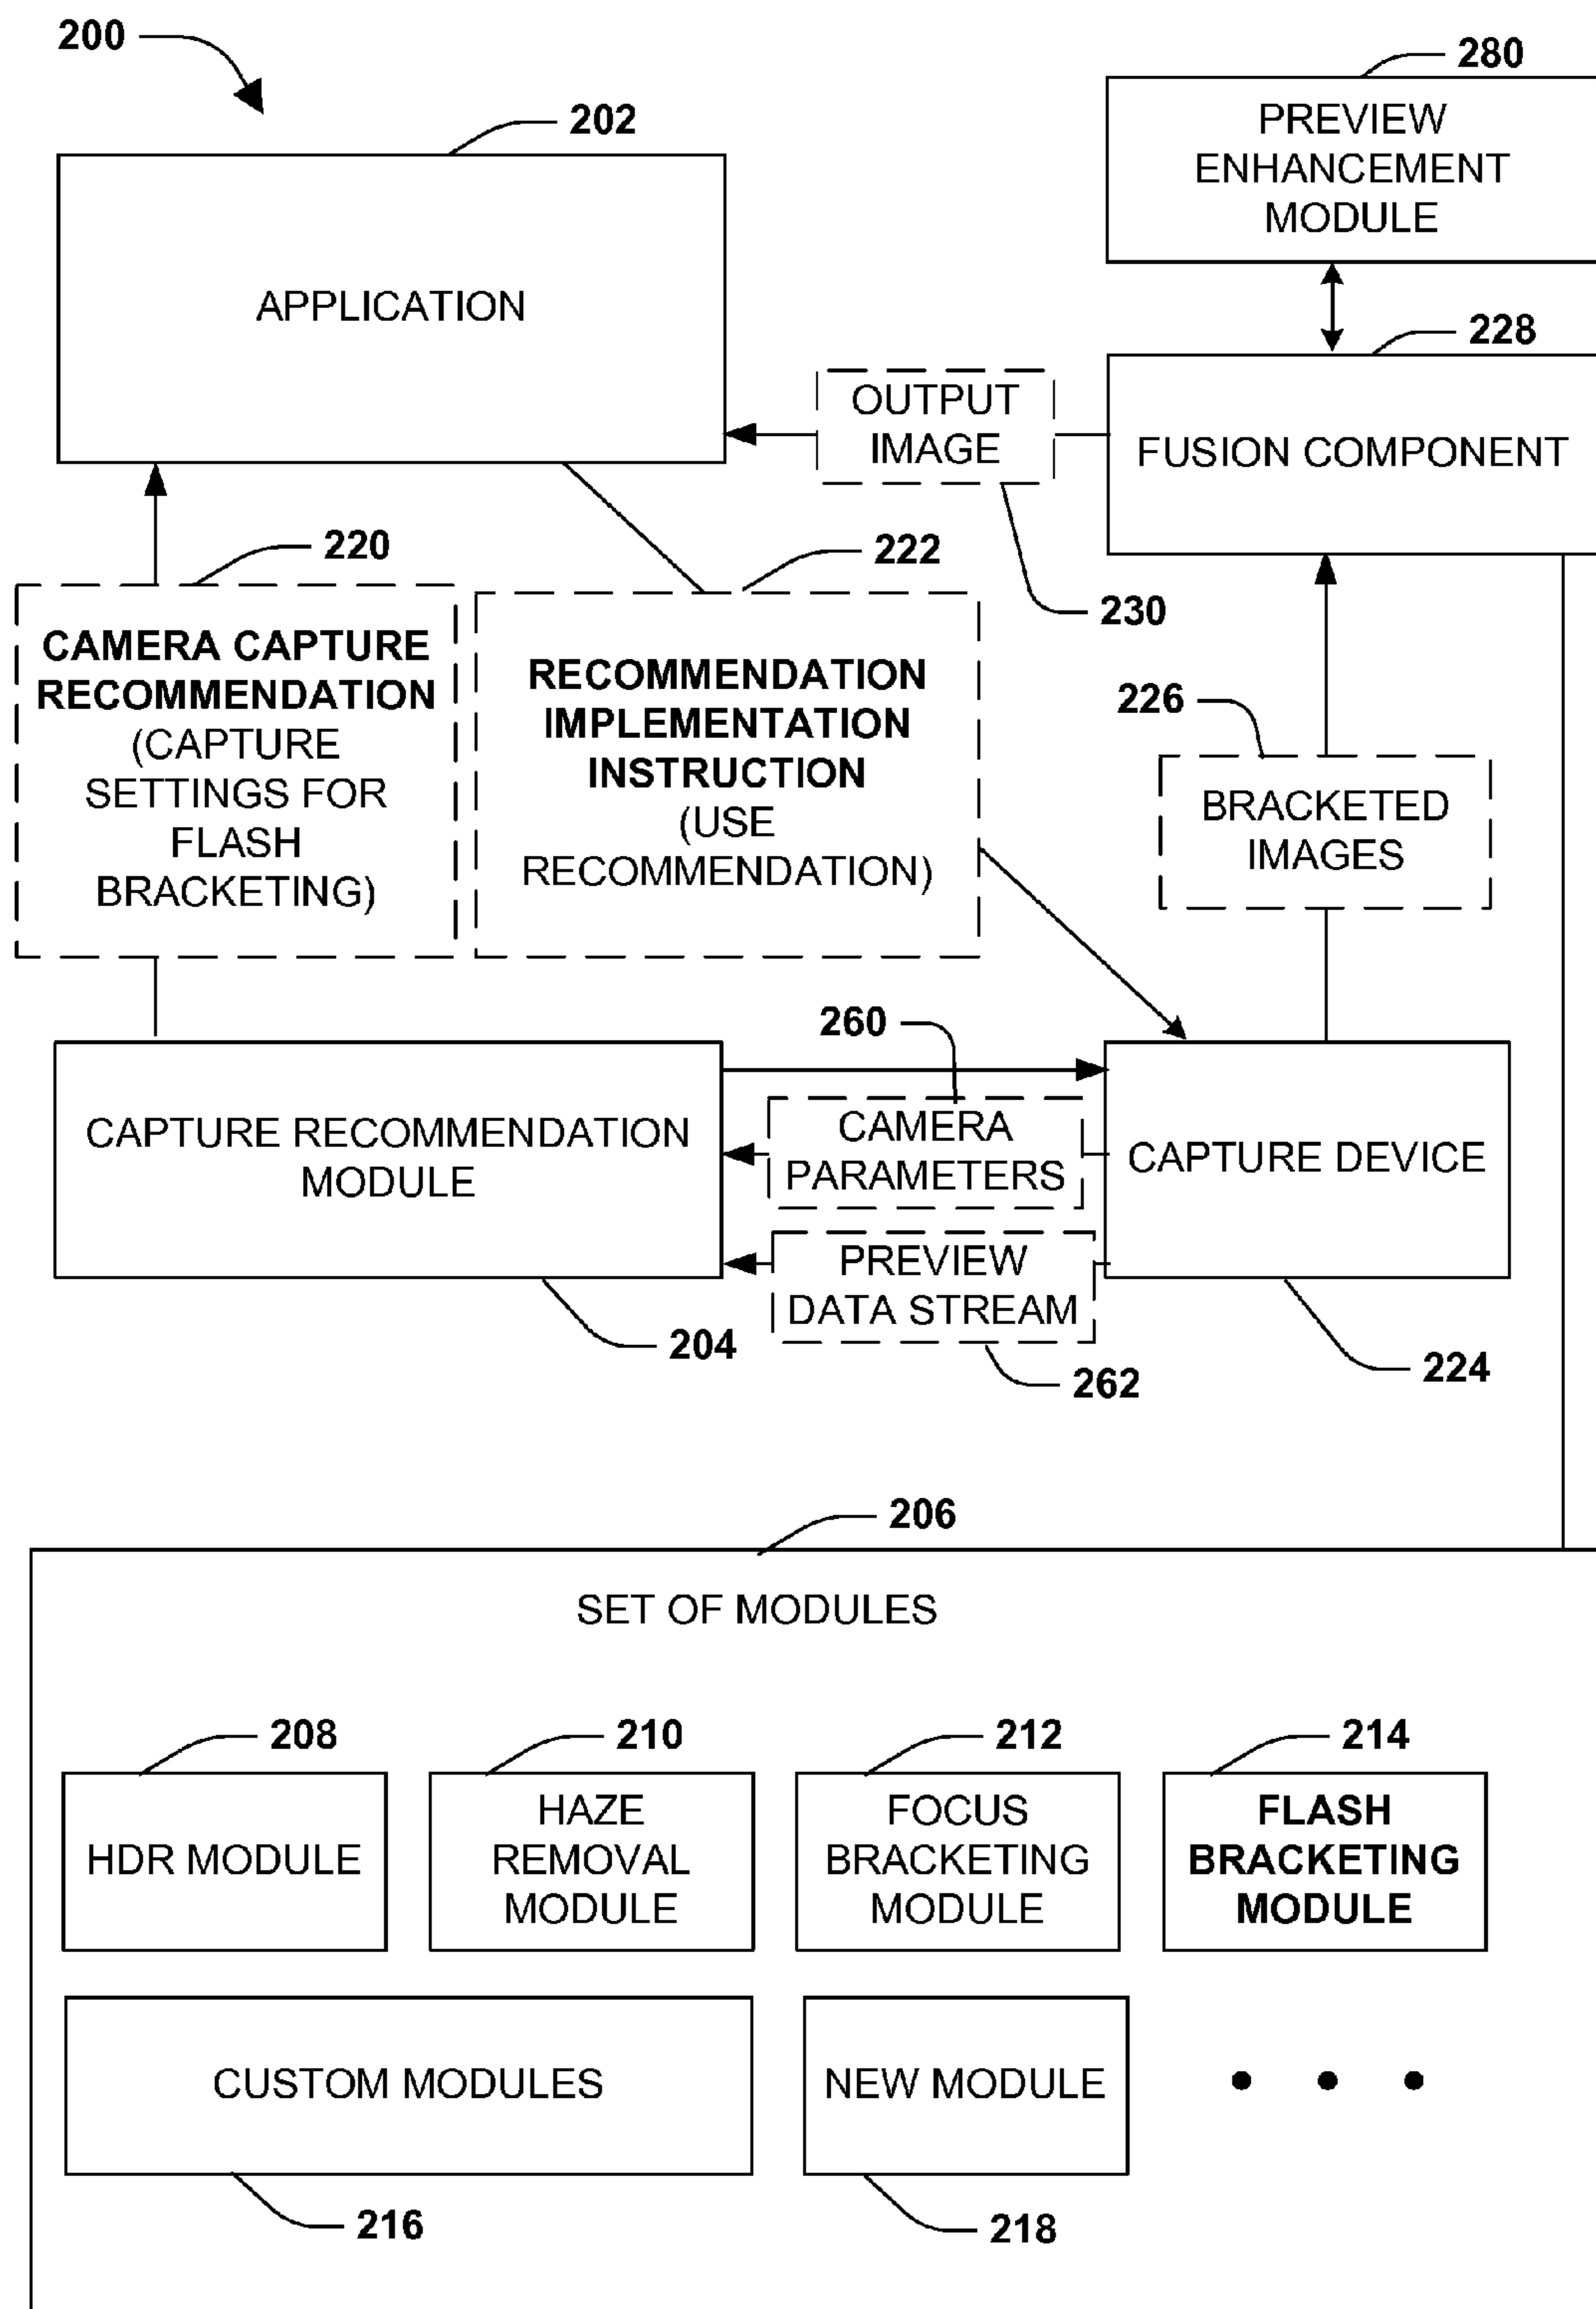 200
202
280
PREVIEW
ENHANCEMENT
MODULE
APPLICATION
228
OUTPUT
IMAGE
FUSION COMPONENT
220
222
230
CAMERA CAPTURE
RECOMMENDATION
(CAPTURE
SETTINGS FOR
FLASH
BRACKETING)
RECOMMENDATION
IMPLEMENTATION
INSTRUCTION
(USE
RECOMMENDATION)
226
BRACKETED
IMAGES
260
CAPTURE RECOMMENDATION
MODULE
CAMERA
PARAMETERS
CAPTURE DEVICE
PREVIEW
DATA STREAM
204
262
224
206
SET OF MODULES
208
210
212
214
HDR MODULE
HAZE
REMOVAL
MODULE
FOCUS
BRACKETING
MODULE
FLASH
BRACKETING
MODULE
CUSTOM MODULES
NEW MODULE
• • •
216
218